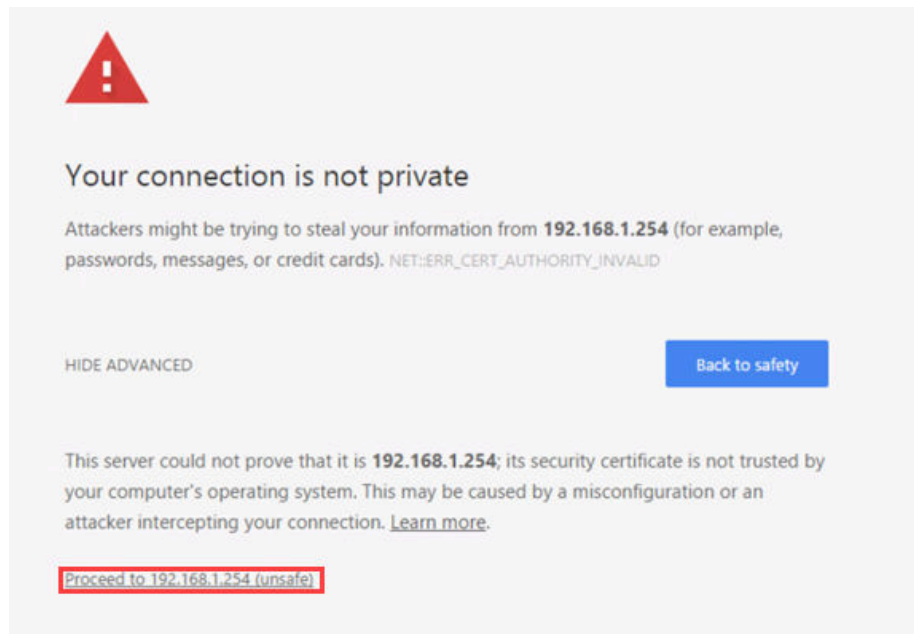 Your connection is not private
Attackers might be trying to steal your information from 192.168.1.254 (for example,
passwords, messages, or credit cards). NET::ERR_CERT_AUTHORITY_INVALID
HIDE ADVANCED
Back to safety
This server could not prove that it is 192.168.1.254; its security certificate is not trusted by
your computer's operating system. This may be caused by a misconfiguration or an
attacker intercepting your connection. Learn more.
Proceed to 192.168.1.254 (unsafe)